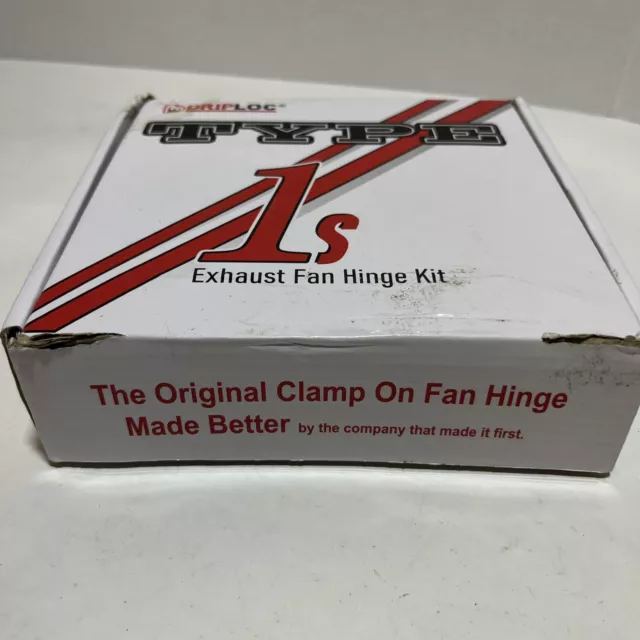 DRIPLOC®
TYPE
1s
Exhaust Fan Hinge Kit
The Original Clamp On Fan Hinge
Made Better by the company that made it first.